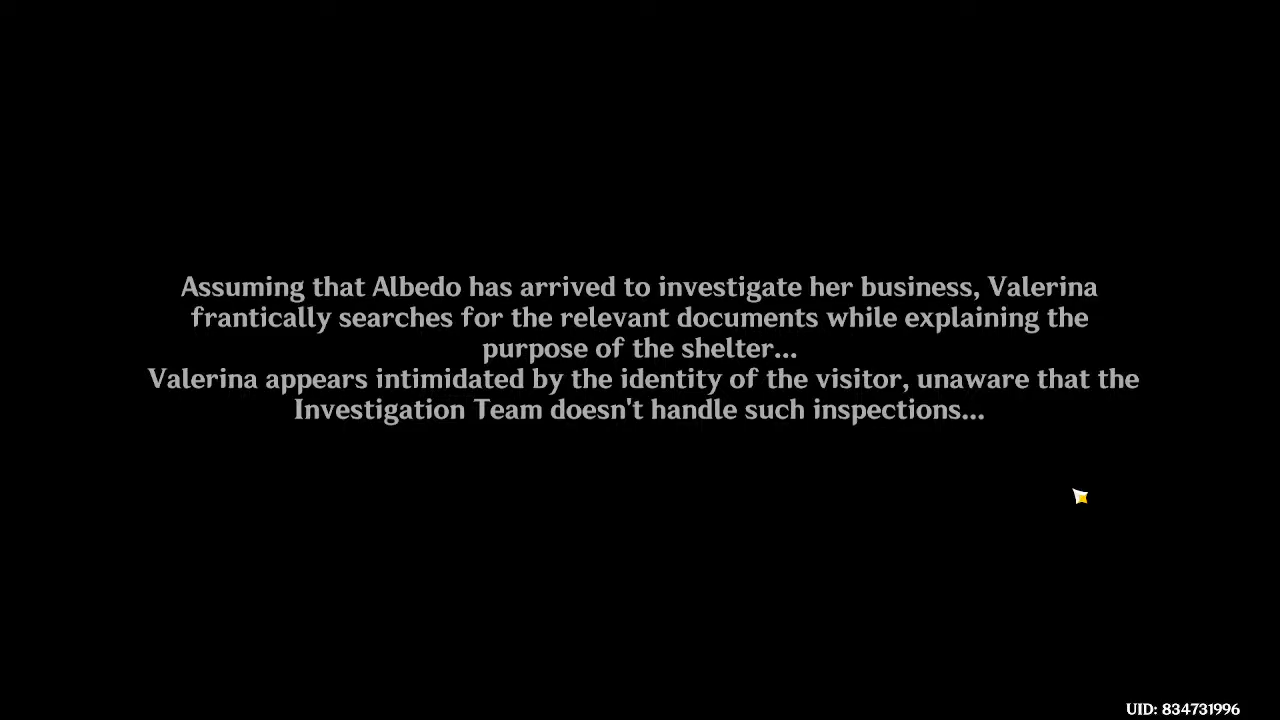 Assuming that Albedo has arrived to investigate her business, Valerina
frantically searches for the relevant documents while explaining the
purpose of the shelter...
Valerina appears intimidated by the identity of the visitor, unaware that the
Investigation Team doesn't handle such inspections...
UID: 834731996